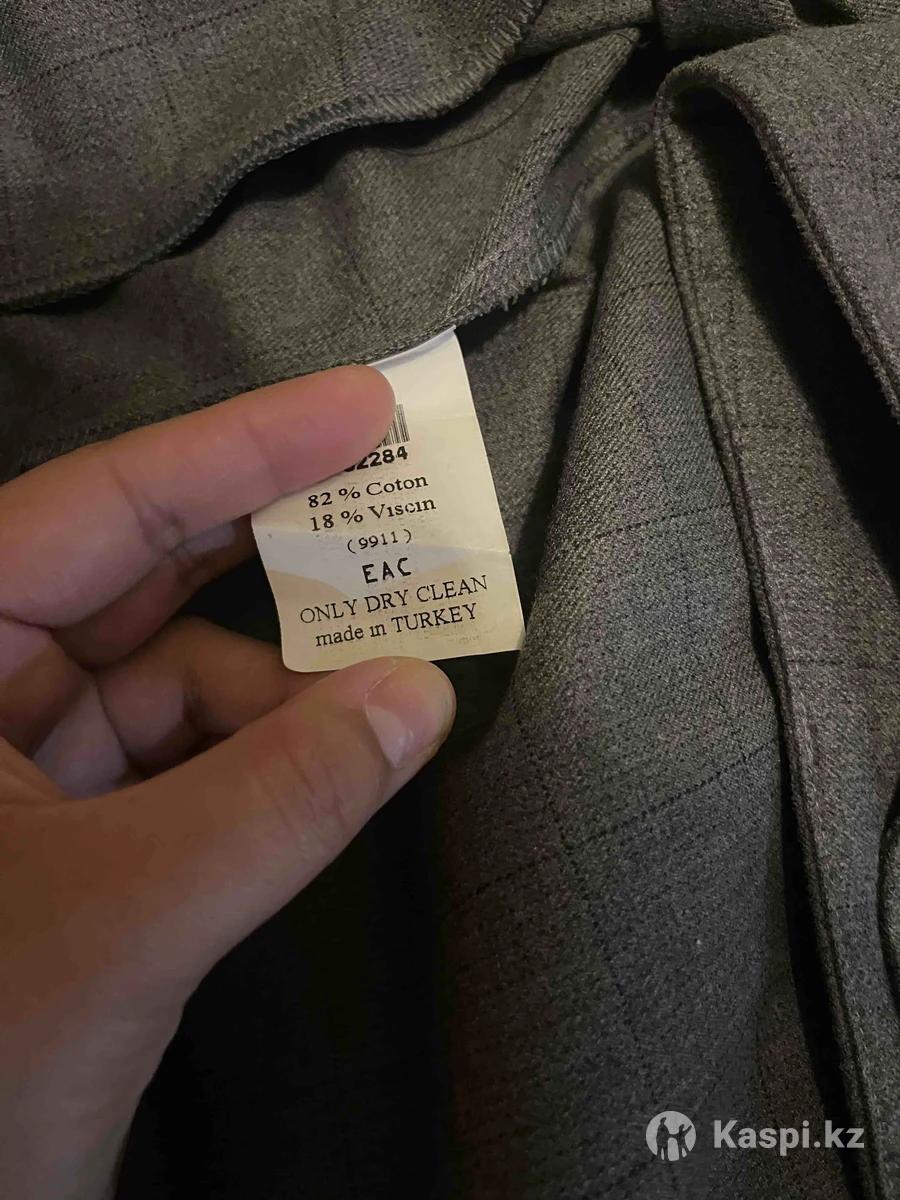 82 % Coton
18 % Viscin
(9911)
EAC
ONLY DRY CLEAN
made in TURKEY
Kaspi.kz